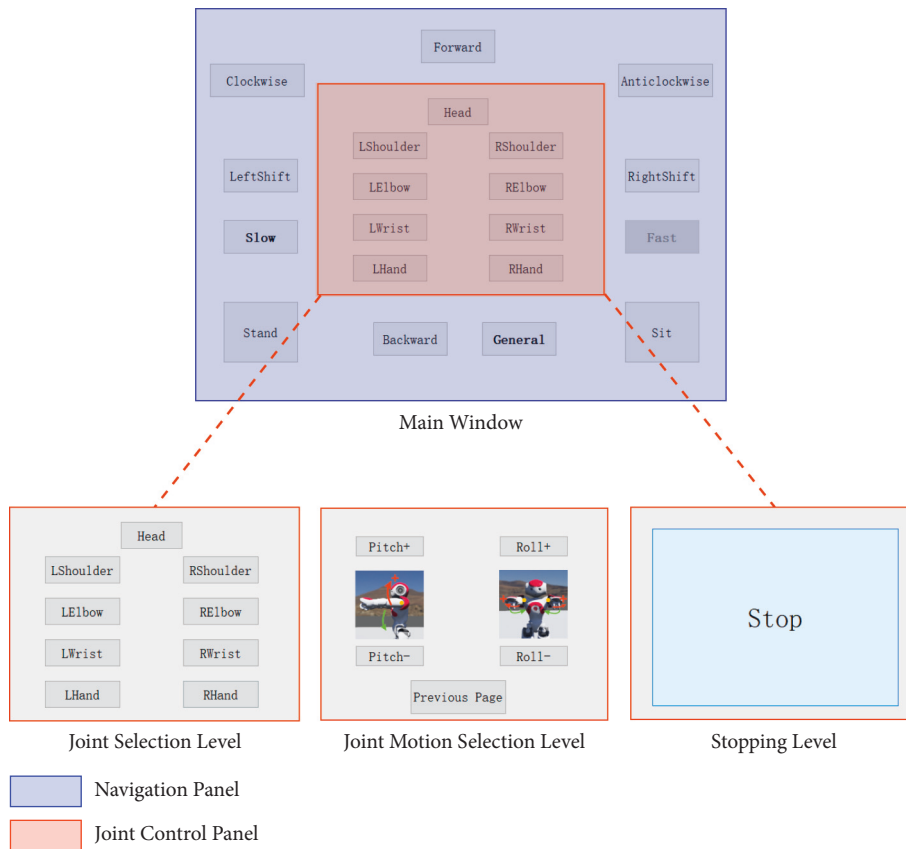 Forward
Clockwise
Anticlockwise
Head
LShoulder
RShoulder
LeftShift
LElbow
RElbow
RightShift
Slow
LWrist
RWrist
Fast
LHand
RHand
Stand
Backward
General
Sit
Main Window
Head
LShoulder
RShoulder
LElbow
RElbow
LWrist
RWrist
LHand
RHand
Joint Selection Level
Pitch+
Roll+
Pitch-
Roll-
Previous Page
Joint Motion Selection Level
Stop
Stopping Level
Navigation Panel
Joint Control Panel